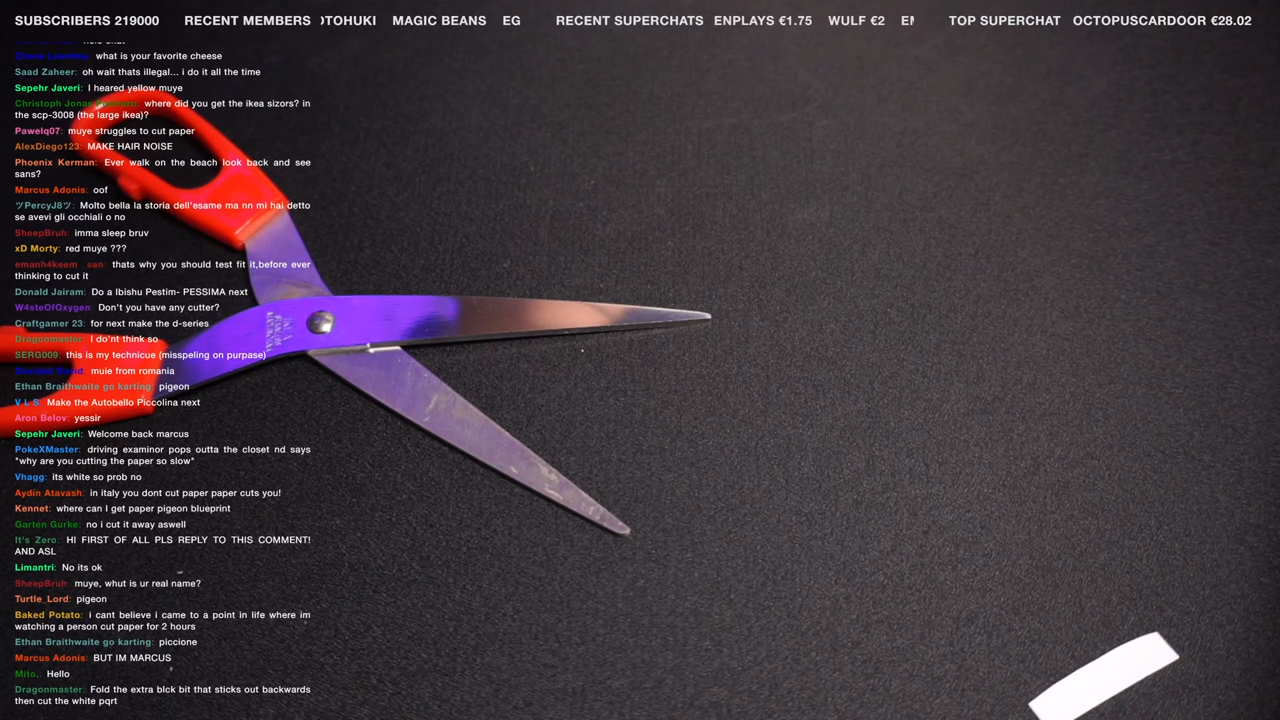 SUBSCRIBERS 219000 RECENT MEMBERS OTOHUKI MAGIC BEANS EG RECENT SUPERCHATS ENPLAYS €1.75 WULF €2 TOP SUPERCHAT OCTOPUSCARDOOR €28.02
what is your favorite cheese
Saad Zaheer: oh wait thats illegal... i do it all the time
Sepehr Javeri: I heared yellow muye
Christoph Jonas: where did you get the ikea sizors? in
the scp-3008 (the large ikea)?
Pawelq07: muye struggles to cut paper
AlexDiego123: MAKE HAIR NOISE
Phoenix Kerman: Ever walk on the beach look back and see
sans?
Marcus Adonis: oof
ツPercyJ8ツ: Molto bella la storia dell'esame ma nn mi hai detto
se avevi gli occhiali o no
SheepBruh: imma sleep bruv
xD Morty: red muye ???
emanh4keem san: thats why you should test fit it,before ever
thinking to cut it
Donald Jairam: Do a Ibishu Pestim- PESSIMA next
W4steOfOxygen: Don't you have any cutter?
Craftgamer 23: for next make the d-series
Dragonmaster: I do'nt think so
SERG009: this is my technicue (misspeling on purpase)
muie from romania
Ethan Braithwaite go karting: pigeon
V L S: Make the Autobello Piccolina next
Aron Belov: yessir
Sepehr Javeri: Welcome back marcus
PokeXMaster: driving examinor pops outta the closet nd says
*why are you cutting the paper so slow*
Vhagg: its white so prob no
Aydin Atavash: in italy you dont cut paper paper cuts you!
Kennet: where can I get paper pigeon blueprint
Garten Gurke: no i cut it away aswell
It's Zero: HI FIRST OF ALL PLS REPLY TO THIS COMMENT!
AND ASL
Limantri: No its ok
SheepBruh: muye, whut is ur real name?
Turtle_Lord: pigeon
Baked Potato: i cant believe i came to a point in life where im
watching a person cut paper for 2 hours
Ethan Braithwaite go karting: piccione
Marcus Adonis: BUT IM MARCUS
Mito.: Hello
Dragonmaster: Fold the extra blck bit that sticks out backwards
then cut the white pqrt